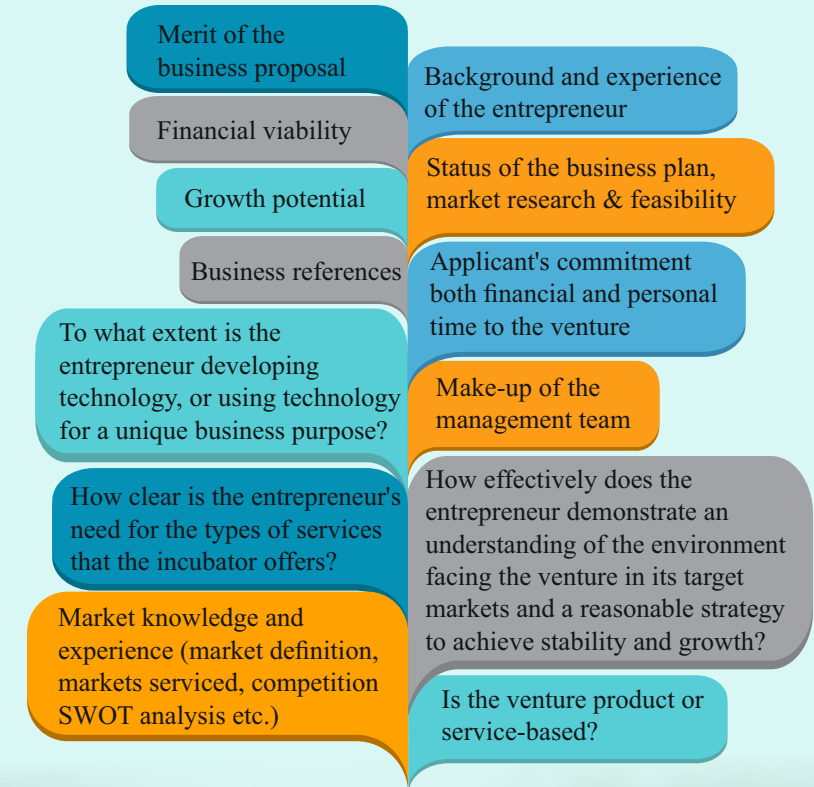 Merit of the
business proposal
Background and experience
of the entrepreneur
Financial viability
Status of the business plan,
market research & feasibility
Growth potential
Business references
Applicant's commitment
both financial and personal
time to the venture
To what extent is the
entrepreneur developing
technology, or using technology
for a unique business purpose?
Make-up of the
management team
How clear is the entrepreneur's
need for the types of services
that the incubator offers?
How effectively does the
entrepreneur demonstrate an
understanding of the environment
facing the venture in its target
markets and a reasonable strategy
to achieve stability and growth?
Market knowledge and
experience (market definition,
markets serviced, competition
SWOT analysis etc.)
Is the venture product or
service-based?